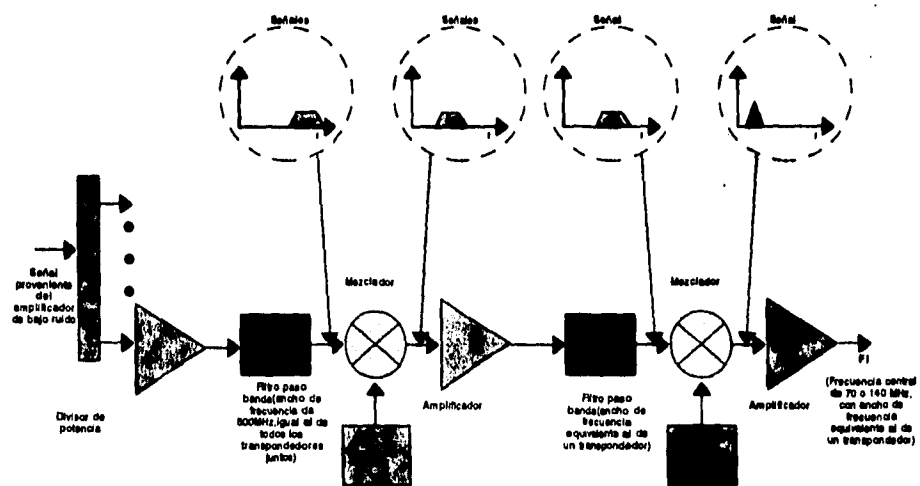 Señales
Señales
Señal
Señal
Señal
proveniente
del
amplificador
de bajo ruido
Mezclador
Mezclador
Divisor de
potencia
Filtro paso
banda(ancho de
frecuencia de
500MHz,igual al de
todos los
transpondedores
juntos)
Amplificador
Filtro paso
banda(ancho de
frecuencia
equivalente al de
un transpondedor)
Amplificador
FI
(Frecuencia central
de 70 o 140 MHz,
con ancho de
frecuencia
equivalente al de
un transpondedor)